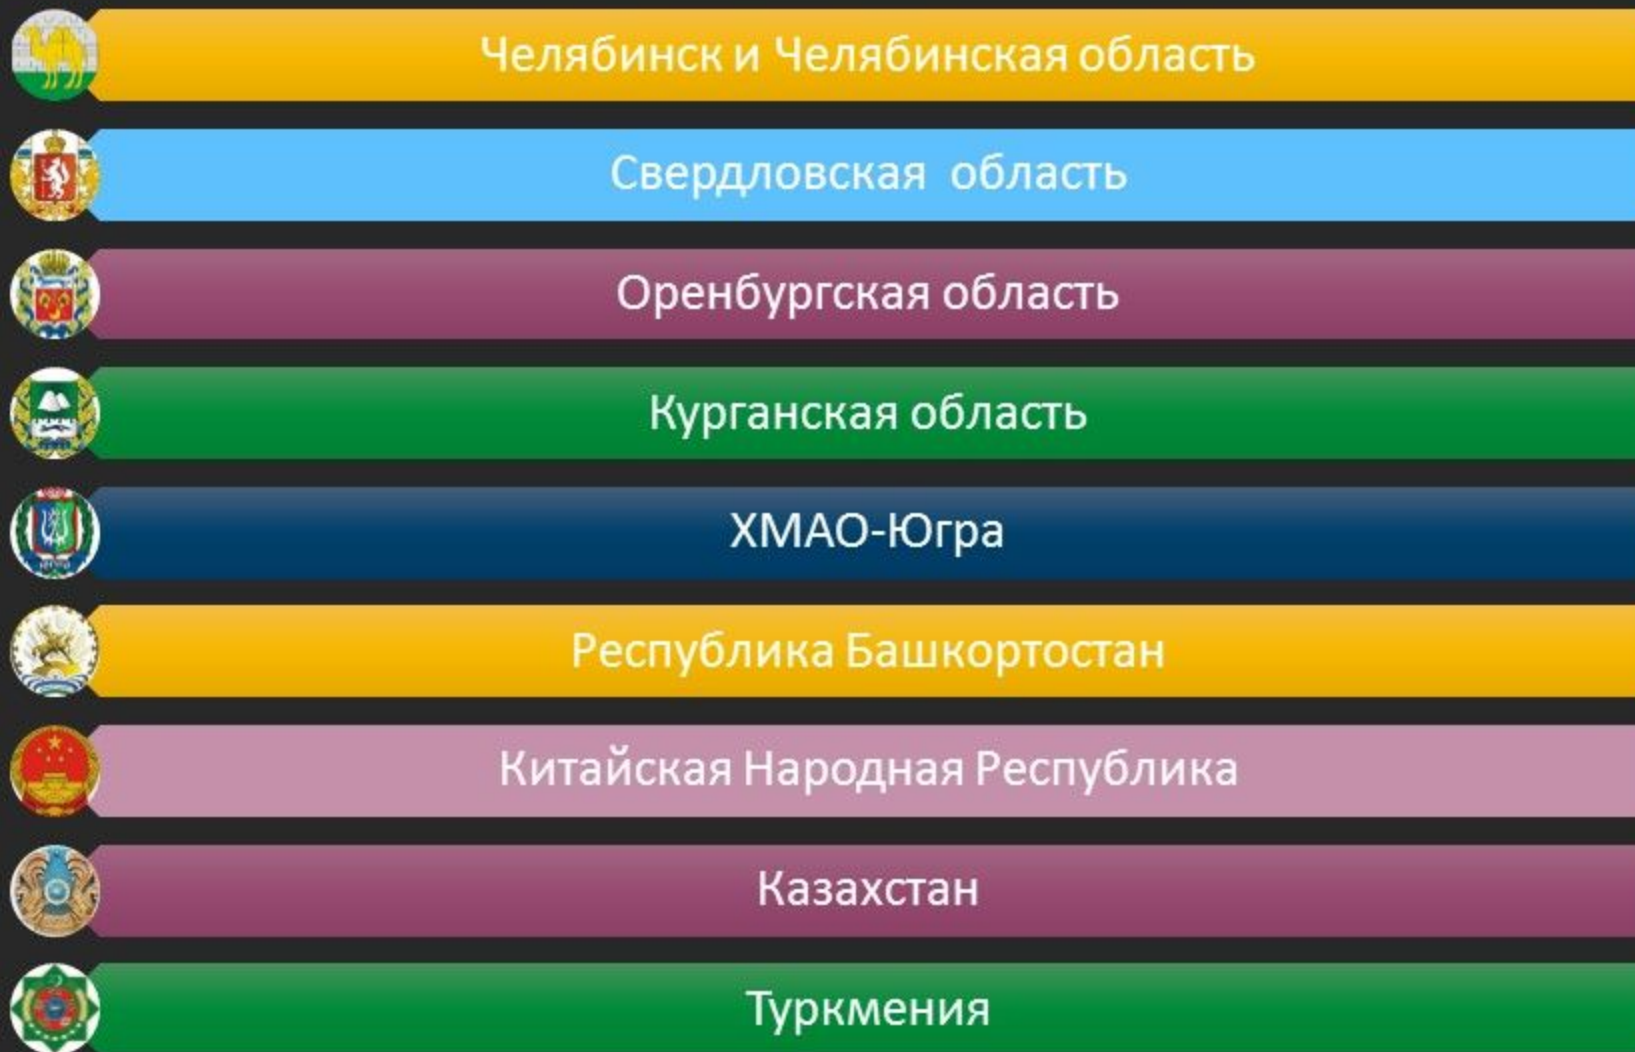 Челябинск и Челябинская область
Свердловская область
Оренбургская область
Курганская область
ХМАО-Югра
Республика Башкортостан
Китайская Народная Республика
Казахстан
Туркмения